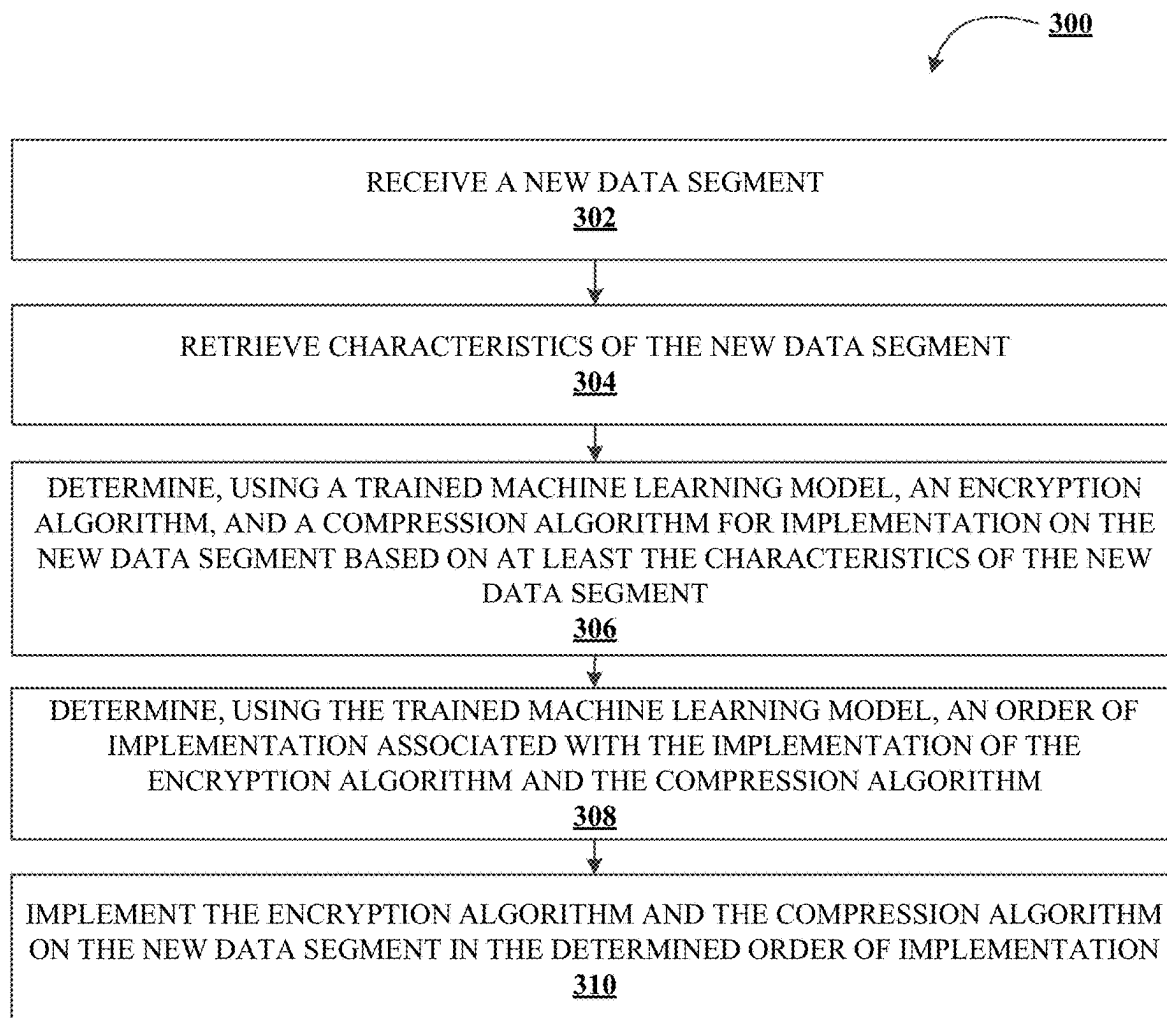 300
RECEIVE A NEW DATA SEGMENT
302
RETRIEVE CHARACTERISTICS OF THE NEW DATA SEGMENT
304
DETERMINE, USING A TRAINED MACHINE LEARNING MODEL, AN ENCRYPTION
ALGORITHM, AND A COMPRESSION ALGORITHM FOR IMPLEMENTATION ON THE
NEW DATA SEGMENT BASED ON AT LEAST THE CHARACTERISTICS OF THE NEW
DATA SEGMENT
306
DETERMINE, USING THE TRAINED MACHINE LEARNING MODEL, AN ORDER OF
IMPLEMENTATION ASSOCIATED WITH THE IMPLEMENTATION OF THE
ENCRYPTION ALGORITHM AND THE COMPRESSION ALGORITHM
308
IMPLEMENT THE ENCRYPTION ALGORITHM AND THE COMPRESSION ALGORITHM
ON THE NEW DATA SEGMENT IN THE DETERMINED ORDER OF IMPLEMENTATION
310